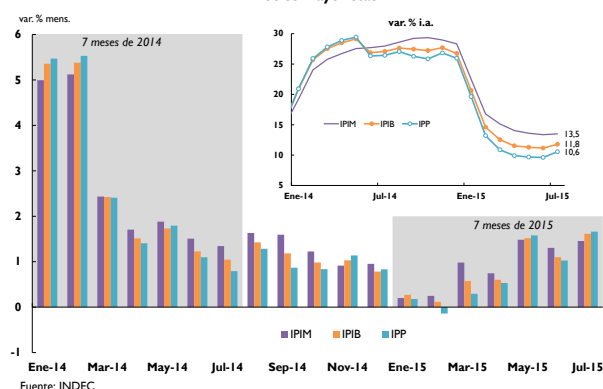 var. % mens.
7 meses de 2014
6
5
4
3
2
1
0
-1
Ene-14
Mar-14
May-14
Jul-14
Sep-14
Nov-14
Ene-15
Mar-15
May-15
Jul-15
var. % i.a.
30
25
20
15
10
5
IPIM
IPIB
IPP
13,5
11,8
10,6
Ene-14
Jul-14
Ene-15
Jul-15
7 meses de 2015
IPIM
IPIB
IPP
Fuente: INDEC